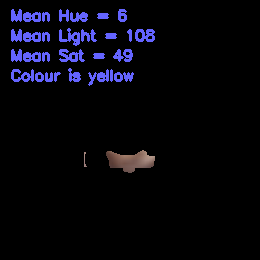 Mean Hue = 6
Mean Light = 108
Mean Sat = 49
Colour is yellow